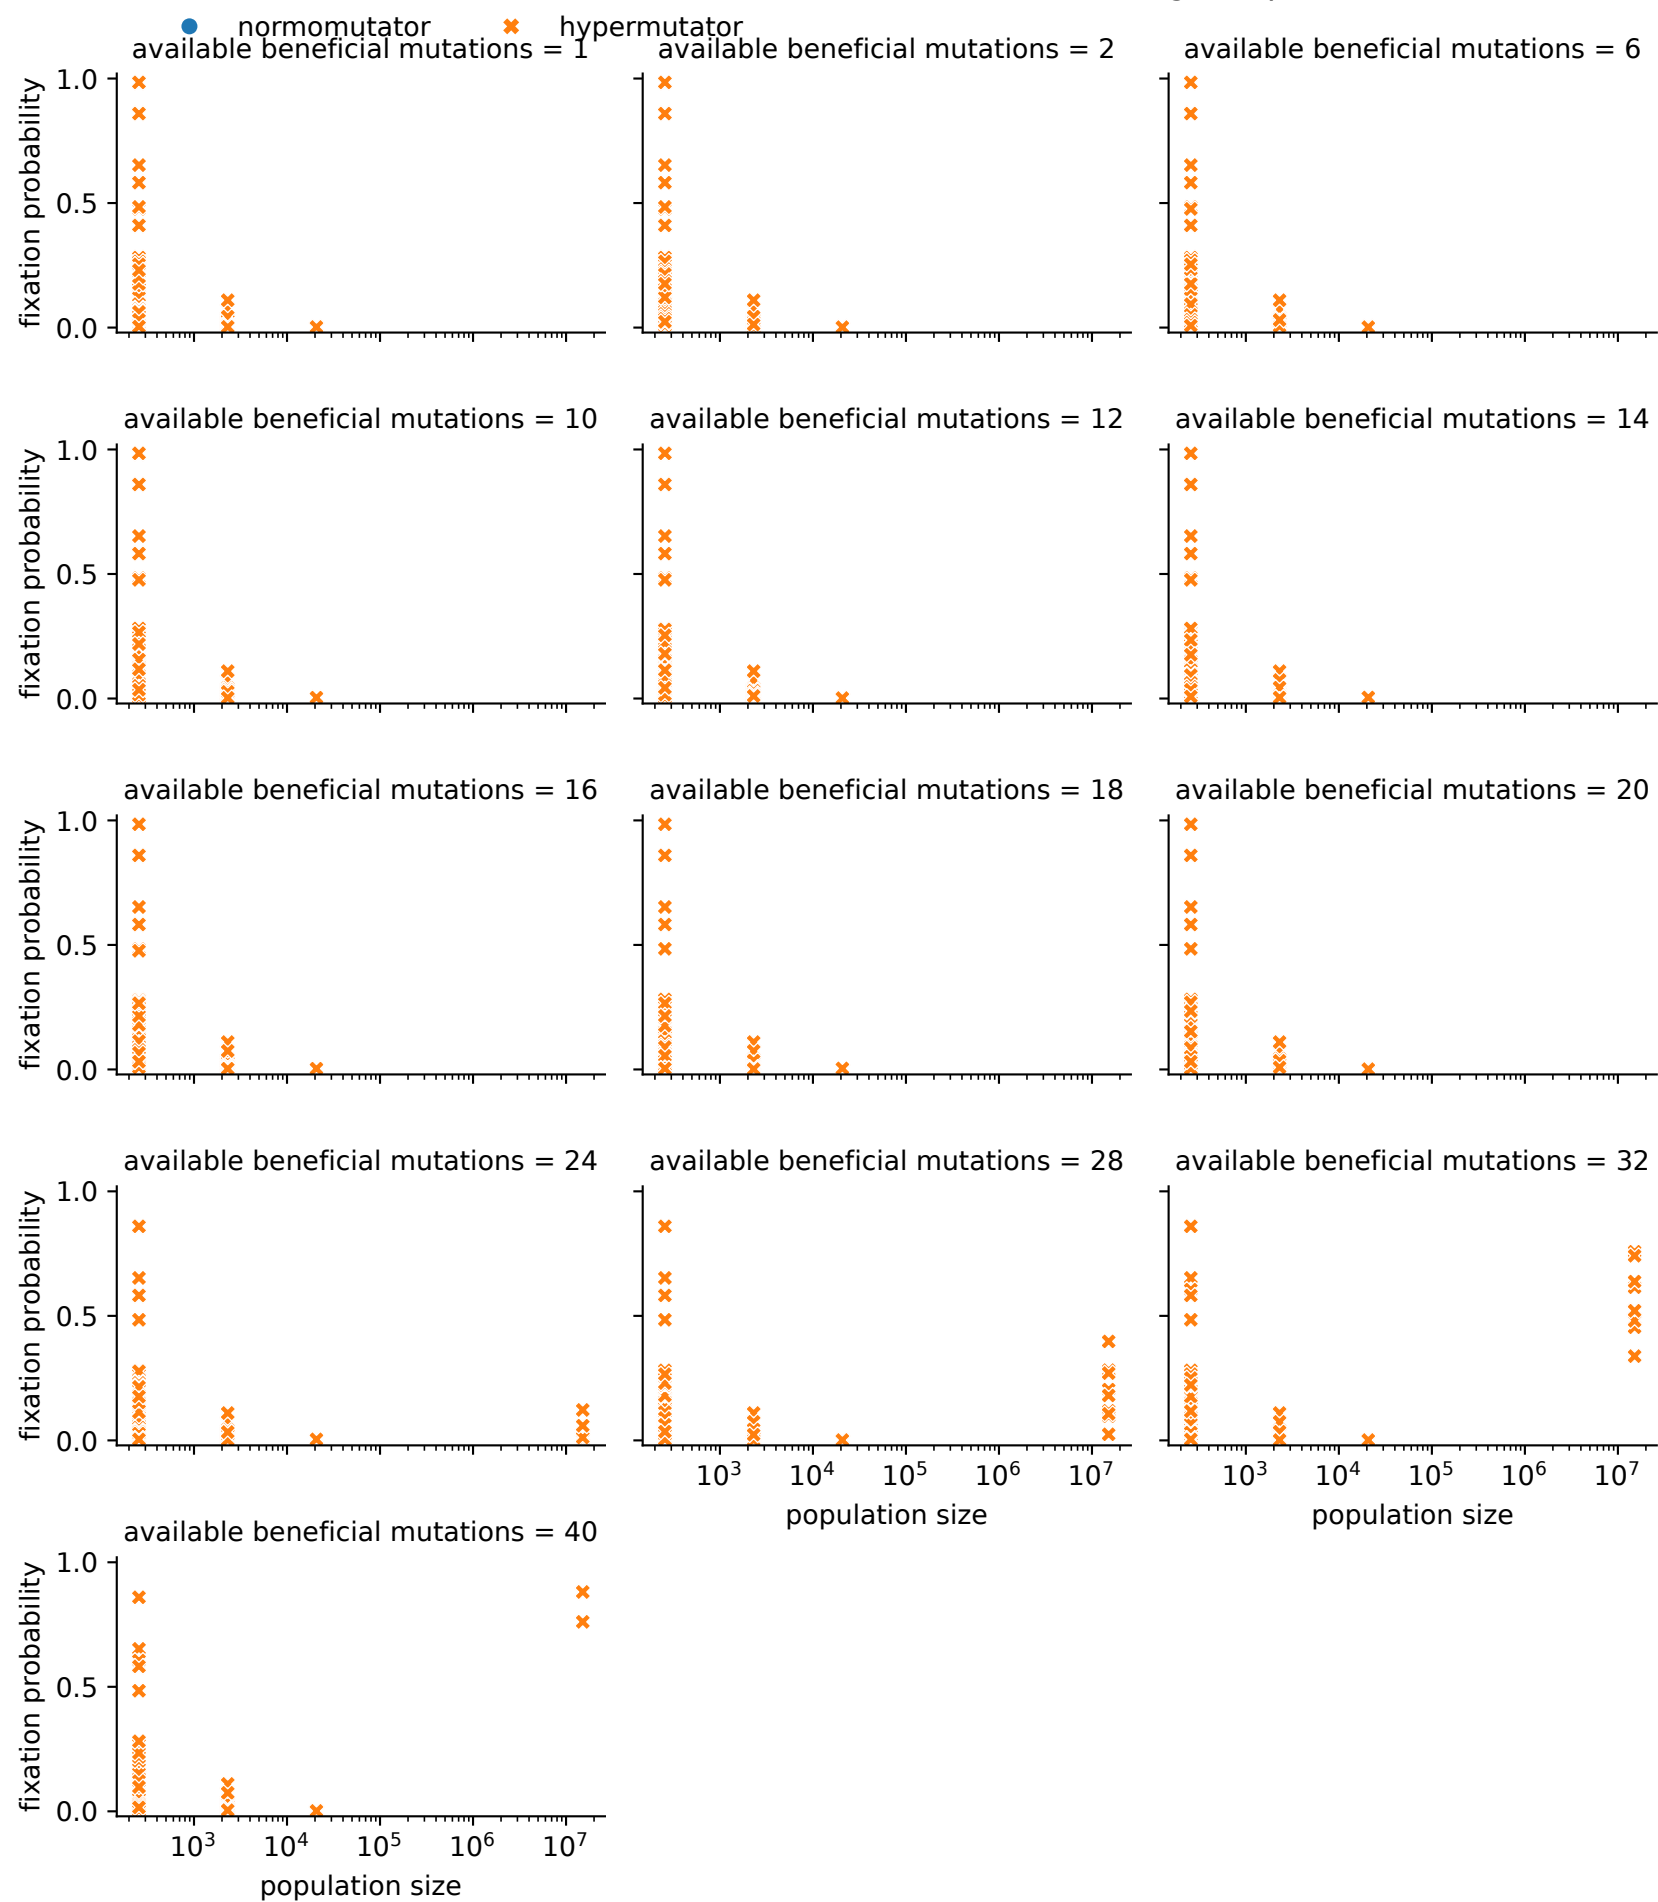 normomutator hypermutator
available beneficial mutations = 1 available beneficial mutations = 2 available beneficial mutations = 6
fixation probability
1.0
0.5
0.0
available beneficial mutations = 10 available beneficial mutations = 12 available beneficial mutations = 14
fixation probability
1.0
0.5
0.0
available beneficial mutations = 16 available beneficial mutations = 18 available beneficial mutations = 20
fixation probability
1.0
0.5
0.0
available beneficial mutations = 24 available beneficial mutations = 28 available beneficial mutations = 32
fixation probability
1.0
0.5
0.0
10³ 10⁴ 10⁵ 10⁶ 10⁷ 10³ 10⁴ 10⁵ 10⁶ 10⁷
population size population size
available beneficial mutations = 40
fixation probability
1.0
0.5
0.0
10³ 10⁴ 10⁵ 10⁶ 10⁷
population size